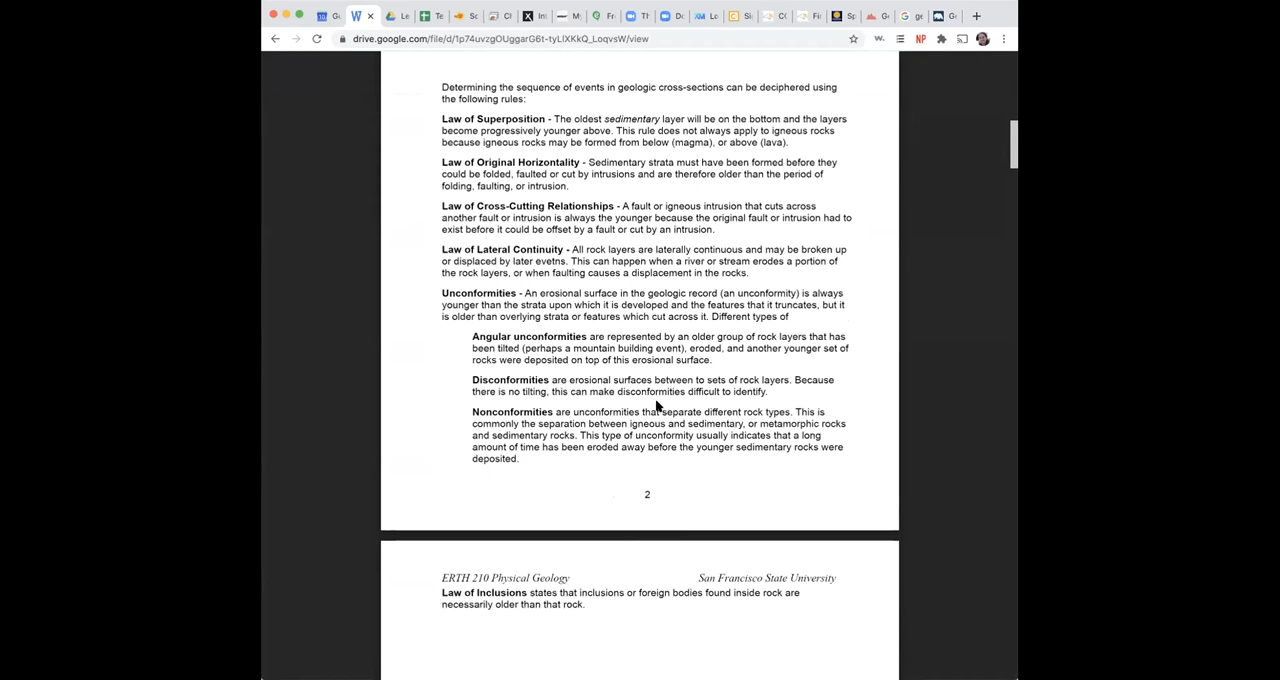 drive.google.com/file/d/1p74uvzgOUggarG6t-tyLIXKkQ_LoqvsW/view
Determining the sequence of events in geologic cross-sections can be deciphered using
the following rules:
Law of Superposition - The oldest sedimentary layer will be on the bottom and the layers
become progressively younger above. This rule does not always apply to igneous rocks
because igneous rocks may be formed from below (magma), or above (lava).
Law of Original Horizontality - Sedimentary strata must have been formed before they
could be folded, faulted or cut by intrusions and are therefore older than the period of
folding, faulting, or intrusion.
Law of Cross-Cutting Relationships - A fault or igneous intrusion that cuts across
another fault or intrusion is always the younger because the original fault or intrusion had to
exist before it could be offset by a fault or cut by an intrusion.
Law of Lateral Continuity - All rock layers are laterally continuous and may be broken up
or displaced by later evetns. This can happen when a river or stream erodes a portion of
the rock layers, or when faulting causes a displacement in the rocks.
Unconformities - An erosional surface in the geologic record (an unconformity) is always
younger than the strata upon which it is developed and the features that it truncates, but it
is older than overlying strata or features which cut across it. Different types of
Angular unconformities are represented by an older group of rock layers that has
been tilted (perhaps a mountain building event), eroded, and another younger set of
rocks were deposited on top of this erosional surface.
Disconformities are erosional surfaces between to sets of rock layers. Because
there is no tilting, this can make disconformities difficult to identify.
Nonconformities are unconformities that separate different rock types. This is
commonly the separation between igneous and sedimentary, or metamorphic rocks
and sedimentary rocks. This type of unconformity usually indicates that a long
amount of time has been eroded away before the younger sedimentary rocks were
deposited.
2
ERTH 210 Physical Geology San Francisco State University
Law of Inclusions states that inclusions or foreign bodies found inside rock are
necessarily older than that rock.